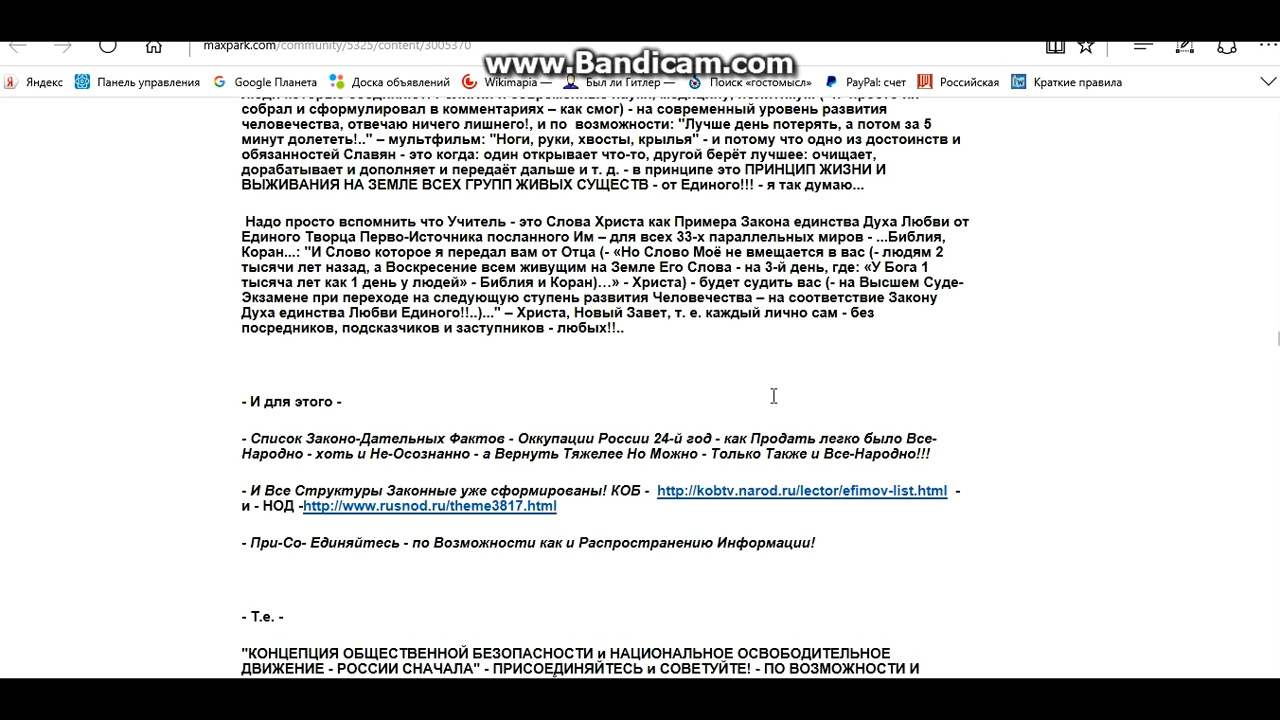 maxpark.com/community/5325/content/3005370
www.Bandicam.com
Яндекс Панель управления Google Планета Доска объявлений Wikimapia Был ли Гитлер – Поиск «гостомысл» PayPal: счет Российская Краткие правила
собрал и сформулировал в комментариях – как смог) - на современный уровень развития
человечества, отвечаю ничего лишнего!, и по возможности: "Лучше день потерять, а потом за 5
минут долететь!.." – мультфильм: "Ноги, руки, хвосты, крылья" - и потому что одно из достоинств и
обязанностей Славян - это когда: один открывает что-то, другой берёт лучшее: очищает,
дорабатывает и дополняет и передаёт дальше и т. д. - в принципе это ПРИНЦИП ЖИЗНИ И
ВЫЖИВАНИЯ НА ЗЕМЛЕ ВСЕХ ГРУПП ЖИВЫХ СУЩЕСТВ - от Единого!!! - я так думаю...
Надо просто вспомнить что Учитель - это Слова Христа как Примера Закона единства Духа Любви от
Единого Творца Перво-Источника посланного Им – для всех 33-х параллельных миров - ...Библия,
Коран...: "И Слово которое я передал вам от Отца (- «Но Слово Моё не вмещается в вас (- людям 2
тысячи лет назад, а Воскресение всем живущим на Земле Его Слова - на 3-й день, где: «У Бога 1
тысяча лет как 1 день у людей» - Библия и Коран)...» - Христа) - будет судить вас (- на Высшем Суде-
Экзамене при переходе на следующую ступень развития Человечества – на соответствие Закону
Духа единства Любви Единого!!..)..." – Христа, Новый Завет, т. е. каждый лично сам - без
посредников, подсказчиков и заступников - любых!!..
- И для этого -
- Список Законо-Дательных Фактов - Оккупации России 24-й год - как Продать легко было Все-
Народно - хоть и Не-Осознанно - а Вернуть Тяжелее Но Можно - Только Также и Все-Народно!!!
- И Все Структуры Законные уже сформированы! КОБ - http://kobtv.narod.ru/lector/efimov-list.html -
и - НОД -http://www.rusnod.ru/theme3817.html
- При-Со- Единяйтесь - по Возможности как и Распространению Информации!
- Т.е. -
"КОНЦЕПЦИЯ ОБЩЕСТВЕННОЙ БЕЗОПАСНОСТИ и НАЦИОНАЛЬНОЕ ОСВОБОДИТЕЛЬНОЕ
ДВИЖЕНИЕ - РОССИИ СНАЧАЛА" - ПРИСОЕДИНЯЙТЕСЬ и СОВЕТУЙТЕ! - ПО ВОЗМОЖНОСТИ И